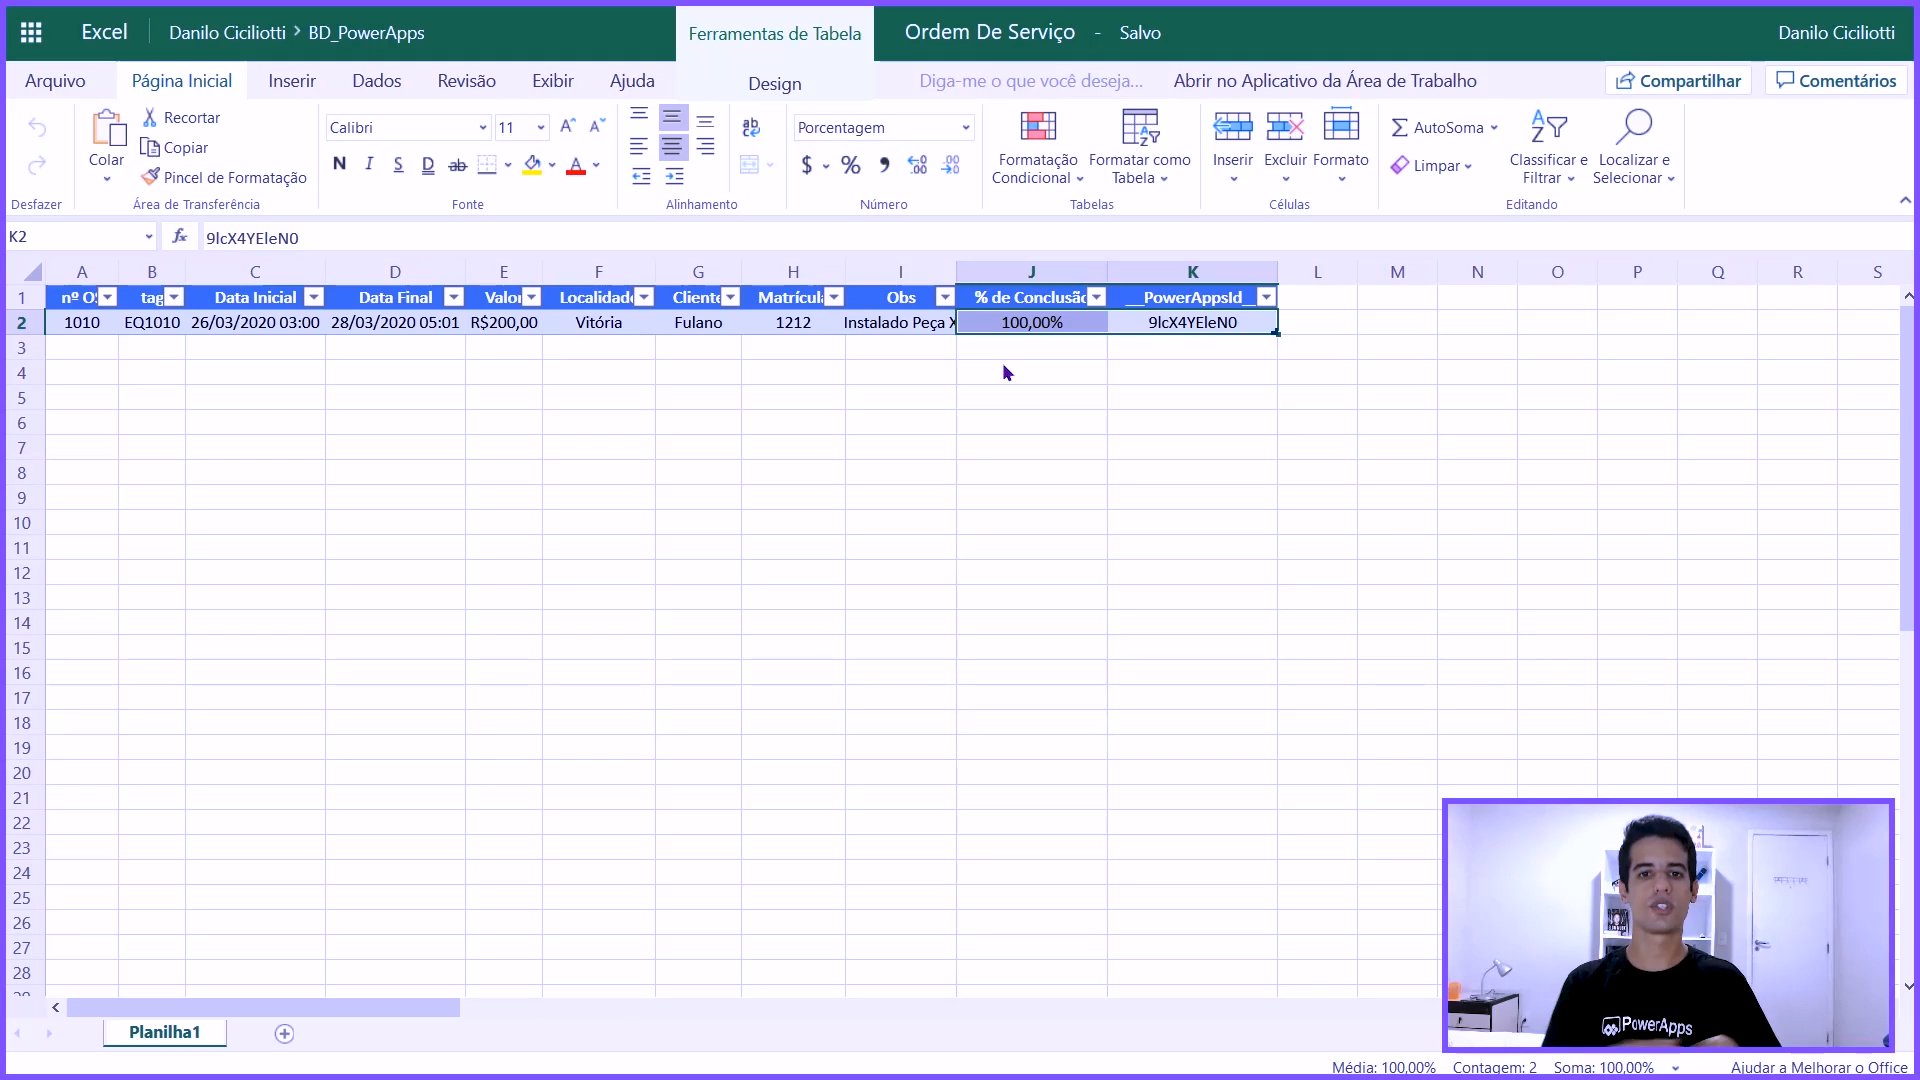 Excel
Danilo Ciciliotti > BD_PowerApps
Ferramentas de Tabela
Ordem De Serviço - Salvo
Danilo Ciciliotti
Arquivo
Página Inicial
Inserir
Dados
Revisão
Exibir
Ajuda
Design
Diga-me o que você deseja...
Abrir no Aplicativo da Área de Trabalho
Compartilhar
Comentários
Desfazer
Colar
Recortar
Copiar
Pincel de Formatação
Área de Transferência
Calibri
11
N I S D ab
Fonte
Alinhamento
Porcentagem
$ % ,
Número
Formatação Condicional
Formatar como Tabela
Tabelas
Inserir
Excluir
Formato
Células
AutoSoma
Limpar
Classificar e Filtrar
Localizar e Selecionar
Editando
K2
fx
9lcX4YEleN0
A B C D E F G H I J K L M N O P Q R S
1 nº O tag Data Inicial Data Final Valor Localidade Cliente Matrícula Obs % de Conclusão __PowerAppsId__
2 1010 EQ1010 26/03/2020 03:00 28/03/2020 05:01 R$200,00 Vitória Fulano 1212 Instalado Peça X 100,00% 9lcX4YEleN0
3
4
5
6
7
8
9
10
11
12
13
14
15
16
17
18
19
20
21
22
23
24
25
26
27
28
29
PowerApps
Planilha1
Média: 100,00% Contagem: 2 Soma: 100,00% Ajudar a Melhorar o Office